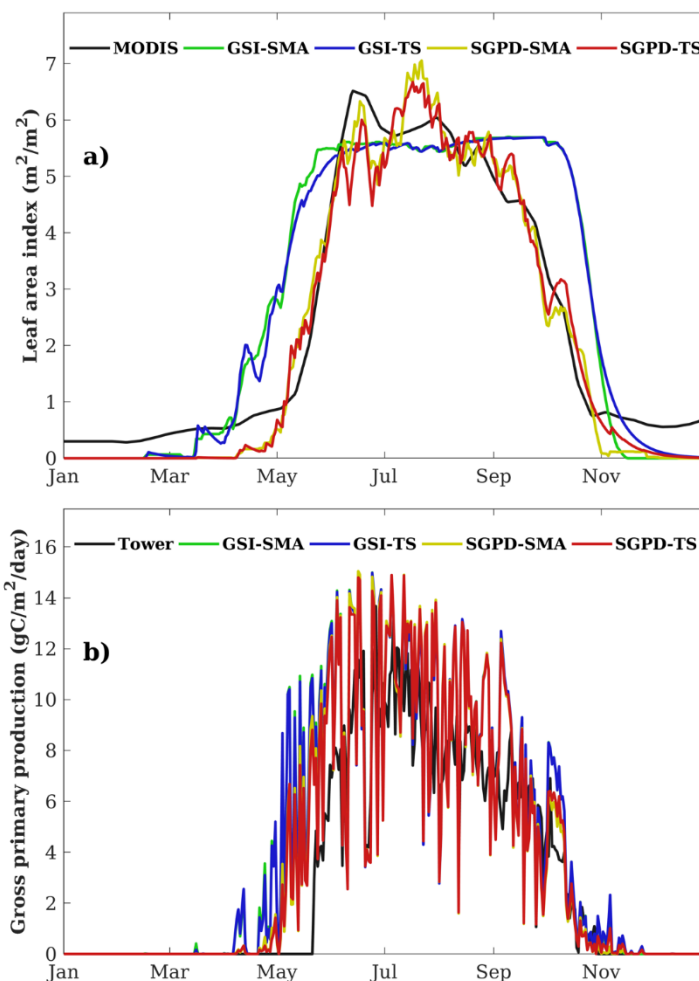 MODIS GSI-SMA GSI-TS SGPD-SMA SGPD-TS
7
6
5
4
3
2
1
0
a)
Leaf area index (m²/m²)
Jan Mar May Jul Sep Nov
Tower GSI-SMA GSI-TS SGPD-SMA SGPD-TS
16
14
12
10
8
6
4
2
0
b)
Gross primary production (gC/m²/day)
Jan Mar May Jul Sep Nov